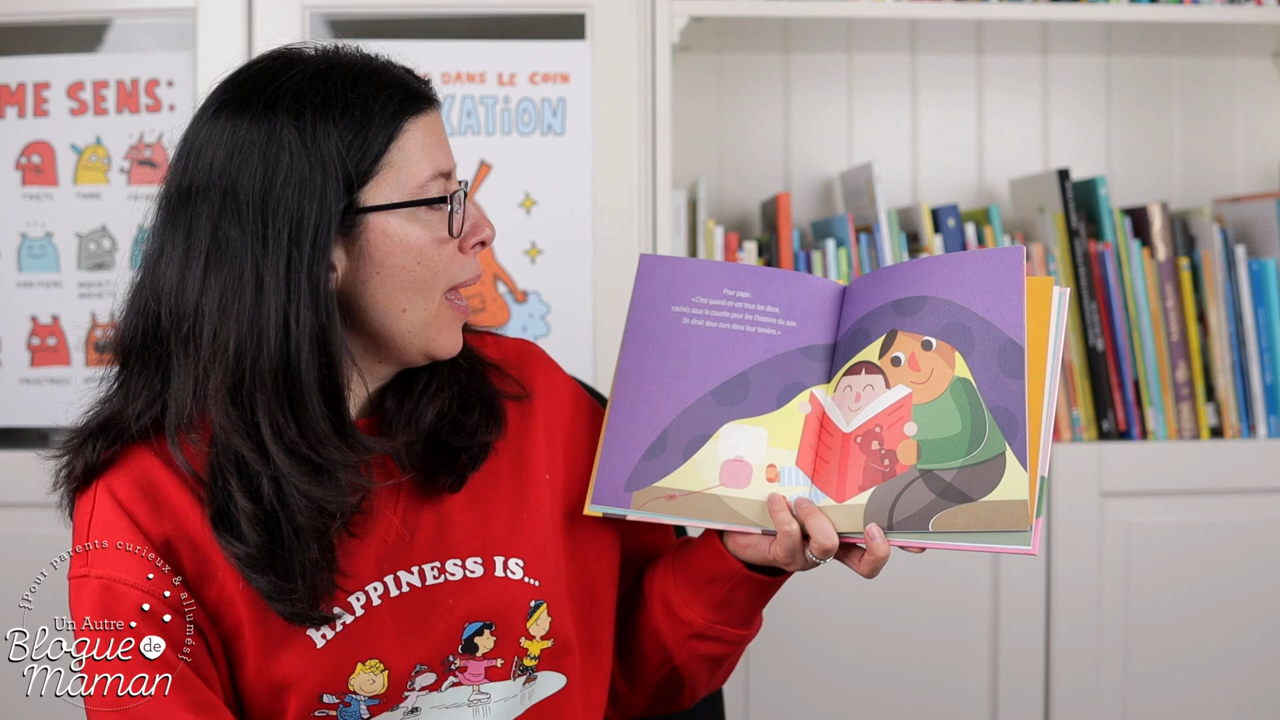 ME SENS:
DANS LE COIN
XATION
TRISTE
Pour papa :
«C'est quand on est tous les deux,
cachés sous la couette pour lire l'histoire du soir.
On dirait deux ours dans leur tanière.»
HAPPINESS IS...
{Pour parents curieux & allumés}
Un Autre
Blogue de
Maman